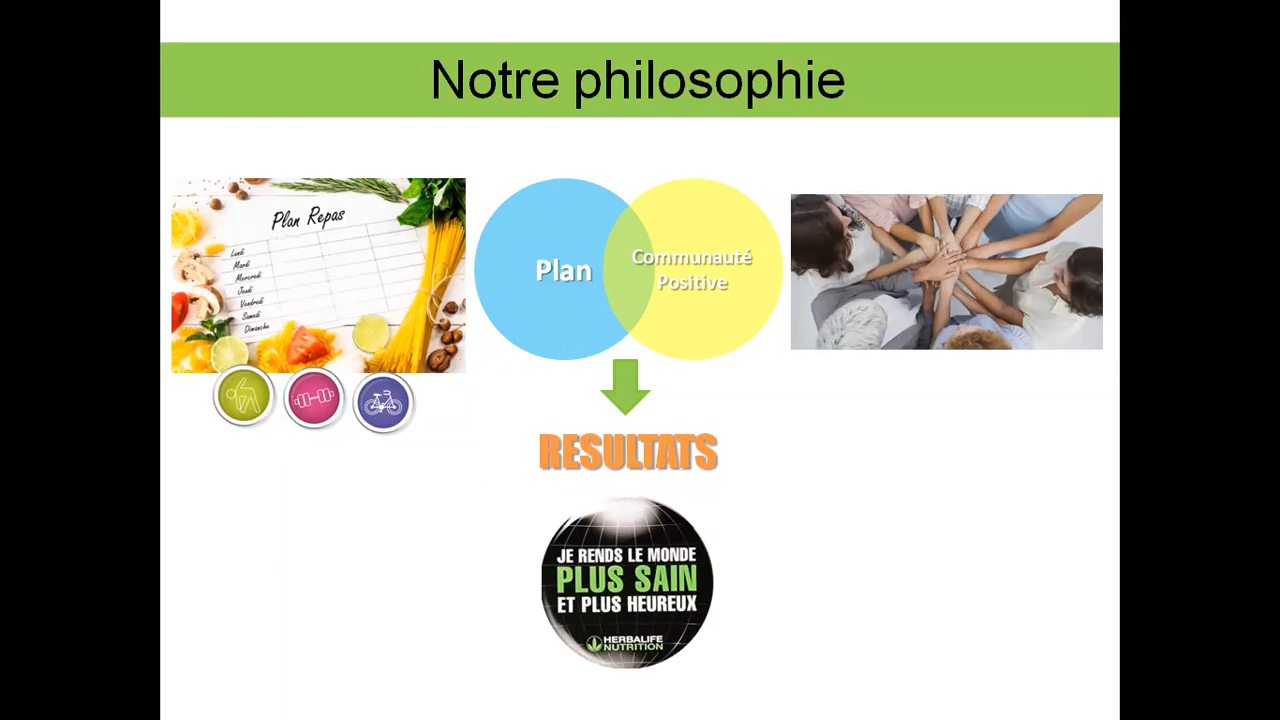 Notre philosophie
Plan Repas
Lundi
Mardi
Mercredi
Jeudi
Vendredi
Samedi
Dimanche
Plan
Communauté
Positive
RESULTATS
JE RENDS LE MONDE
PLUS SAIN
ET PLUS HEUREUX
HERBALIFE
NUTRITION